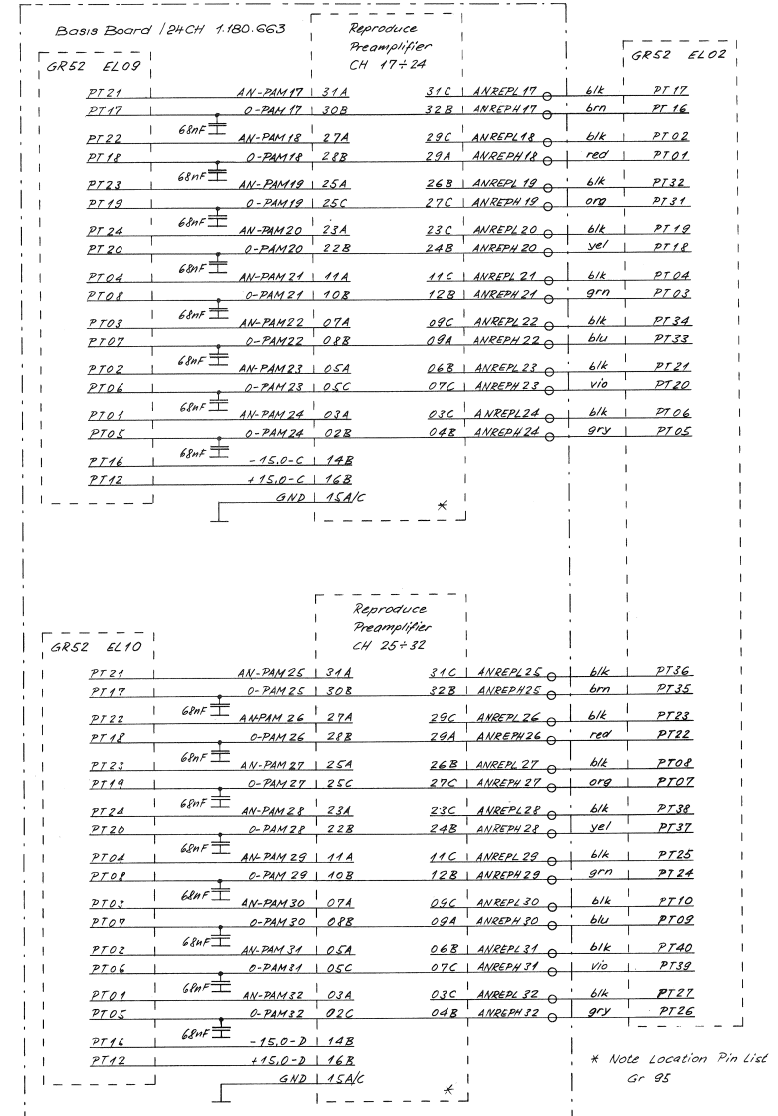 Basis Board /24CH 1.180.663
Reproduce
Preamplifier
CH 17÷24
GR52 EL09
GR52 EL02
PT21 AN-PAM17 31A 31C ANREPL17 blk PT17
PT17 0-PAM17 30B 32B ANREPH17 brn PT16
68nF
PT22 AN-PAM18 27A 29C ANREPL18 blk PT02
PT18 0-PAM18 28B 29A ANREPH18 red PT01
68nF
PT23 AN-PAM19 25A 26B ANREPL19 blk PT32
PT19 0-PAM19 25C 27C ANREPH19 org PT31
68nF
PT24 AN-PAM20 23A 23C ANREPL20 blk PT19
PT20 0-PAM20 22B 24B ANREPH20 yel PT18
68nF
PT04 AN-PAM21 11A 11C ANREPL21 blk PT04
PT08 0-PAM21 10B 12B ANREPH21 grn PT03
68nF
PT03 AN-PAM22 07A 09C ANREPL22 blk PT34
PT07 0-PAM22 08B 09A ANREPH22 blu PT33
68nF
PT02 AN-PAM23 05A 06B ANREPL23 blk PT21
PT06 0-PAM23 05C 07C ANREPH23 vio PT20
68nF
PT01 AN-PAM24 03A 03C ANREPL24 blk PT06
PT05 0-PAM24 02B 04B ANREPH24 gry PT05
68nF
PT16 -15.0-C 14B
PT12 +15.0-C 16B
GND 15A/C
*
Reproduce
Preamplifier
CH 25÷32
GR52 EL10
PT21 AN-PAM25 31A 31C ANREPL25 blk PT36
PT17 0-PAM25 30B 32B ANREPH25 brn PT35
68nF
PT22 AN-PAM 26 27A 29C ANREPL26 blk PT23
PT18 0-PAM26 28B 29A ANREPH26 red PT22
68nF
PT23 AN-PAM27 25A 26B ANREPL27 blk PT08
PT19 0-PAM27 25C 27C ANREPH27 org PT07
68nF
PT24 AN-PAM28 23A 23C ANREPL28 blk PT38
PT20 0-PAM28 22B 24B ANREPH28 yel PT37
68nF
PT04 AN-PAM29 11A 11C ANREPL29 blk PT25
PT08 0-PAM29 10B 12B ANREPH29 grn PT24
68nF
PT03 AN-PAM30 07A 09C ANREPL30 blk PT10
PT07 0-PAM30 08B 09A ANREPH30 blu PT09
68nF
PT02 AN-PAM31 05A 06B ANREPL31 blk PT40
PT06 0-PAM31 05C 07C ANREPH31 vio PT39
68nF
PT01 AN-PAM32 03A 03C ANREPL32 blk PT27
PT05 0-PAM32 02C 04B ANREPH32 gry PT26
68nF
PT16 -15.0-D 14B
PT12 +15.0-D 16B
GND 15A/C
*
* Note Location Pin List
Gr 95